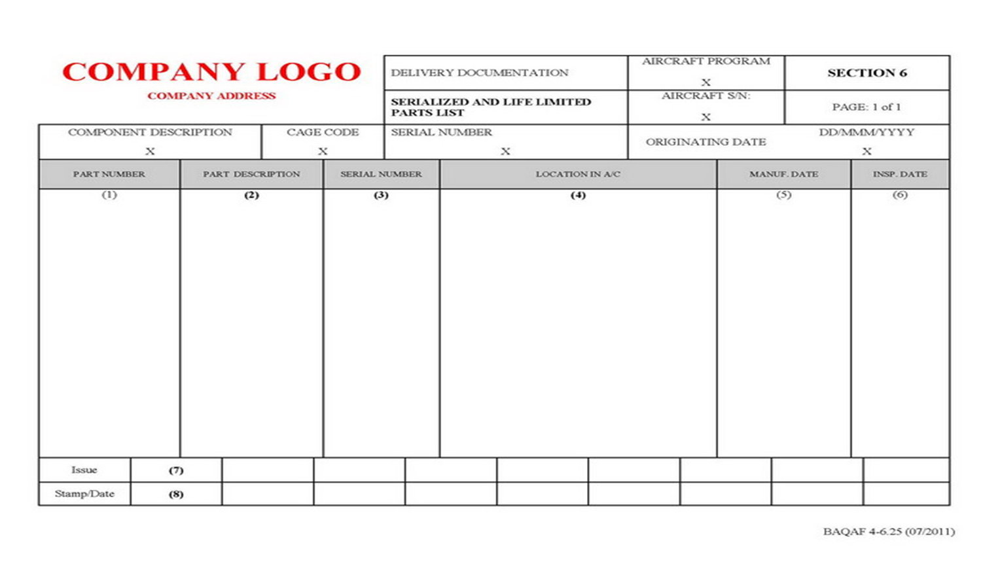 COMPANY LOGO
COMPANY ADDRESS
DELIVERY DOCUMENTATION
AIRCRAFT PROGRAM
X
SECTION 6
SERIALIZED AND LIFE LIMITED
PARTS LIST
AIRCRAFT S/N:
X
PAGE: 1 of 1
COMPONENT DESCRIPTION
X
CAGE CODE
X
SERIAL NUMBER
X
ORIGINATING DATE
DD/MMM/YYYY
X
PART NUMBER
PART DESCRIPTION
SERIAL NUMBER
LOCATION IN A/C
MANUF. DATE
INSP. DATE
(1)
(2)
(3)
(4)
(5)
(6)
Issue
(7)
Stamp/Date
(8)
BAQAF 4-6.25 (07/2011)